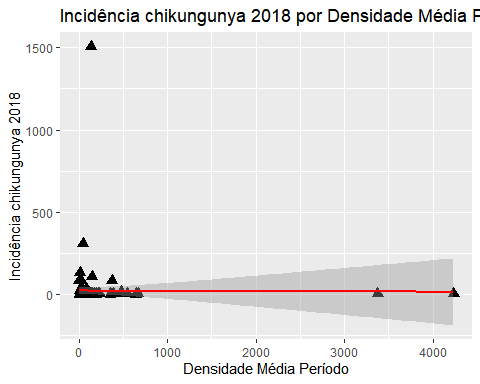 Incidência chikungunya 2018 por Densidade Média P
1500
1000
500
0
Incidência chikungunya 2018
0 1000 2000 3000 4000
Densidade Média Período